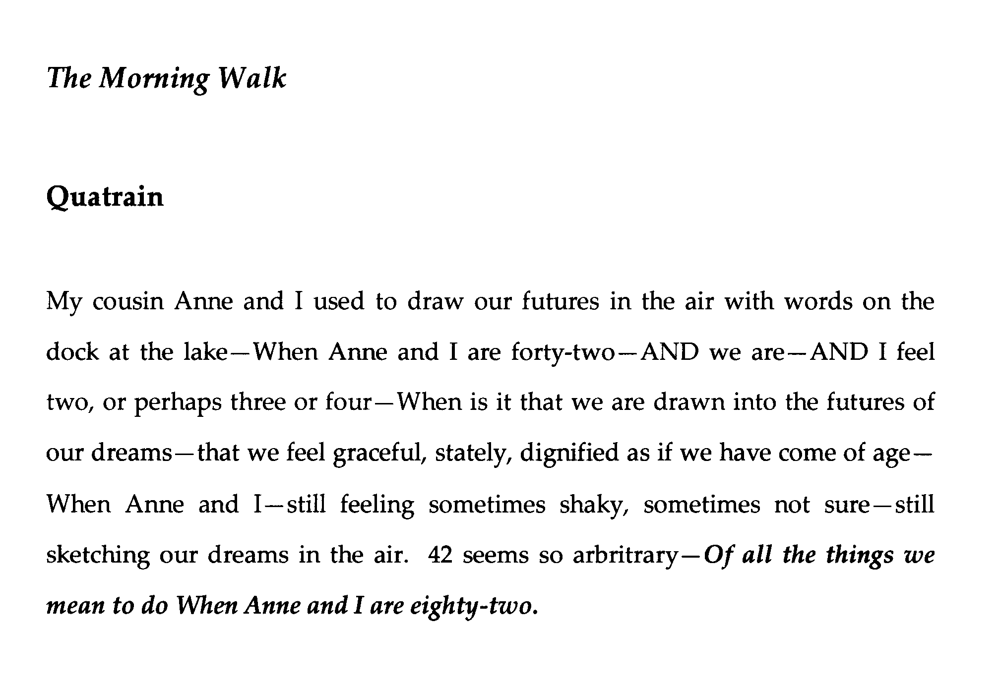 The Morning Walk
Quatrain
My cousin Anne and I used to draw our futures in the air with words on the
dock at the lake—When Anne and I are forty-two—AND we are—AND I feel
two, or perhaps three or four—When is it that we are drawn into the futures of
our dreams—that we feel graceful, stately, dignified as if we have come of age—
When Anne and I—still feeling sometimes shaky, sometimes not sure—still
sketching our dreams in the air.  42 seems so arbritrary—Of all the things we
mean to do When Anne and I are eighty-two.